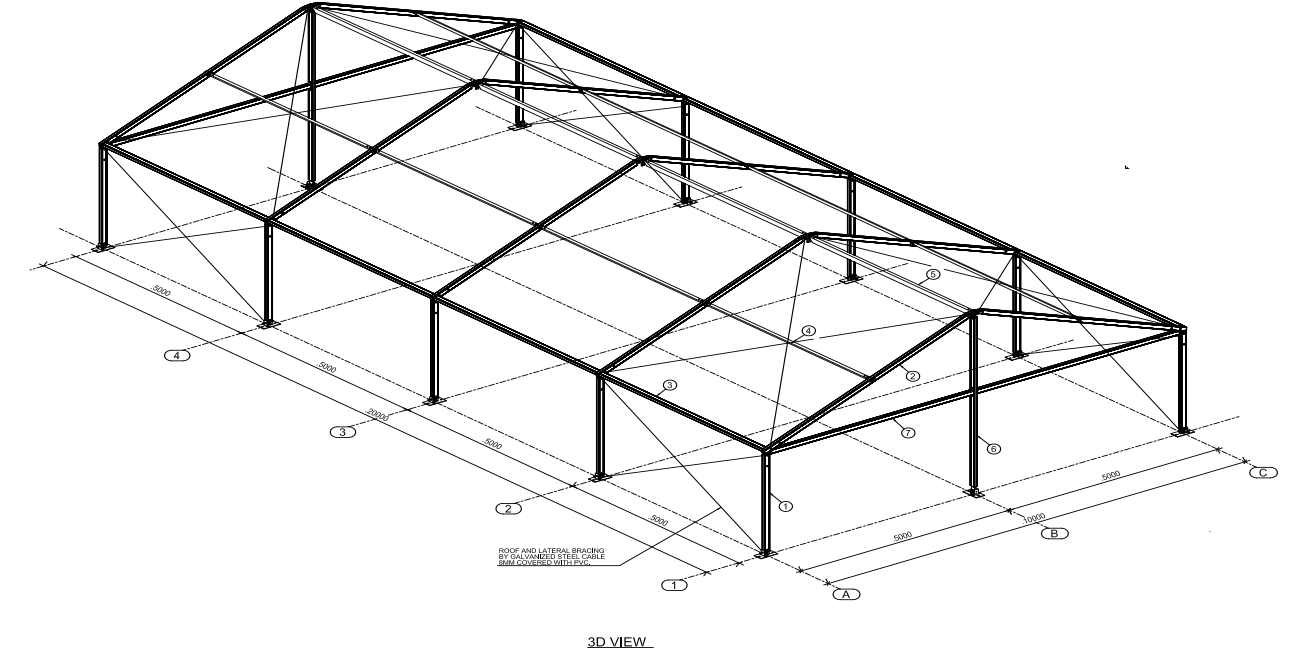 5
4
2
3
7
6
1
5000
5000
5000
5000
20000
5000
5000
10000
4
3
2
1
C
B
A
ROOF AND LATERAL BRACING
BY GALVANIZED STEEL CABLE
8MM COVERED WITH PVC.
3D VIEW